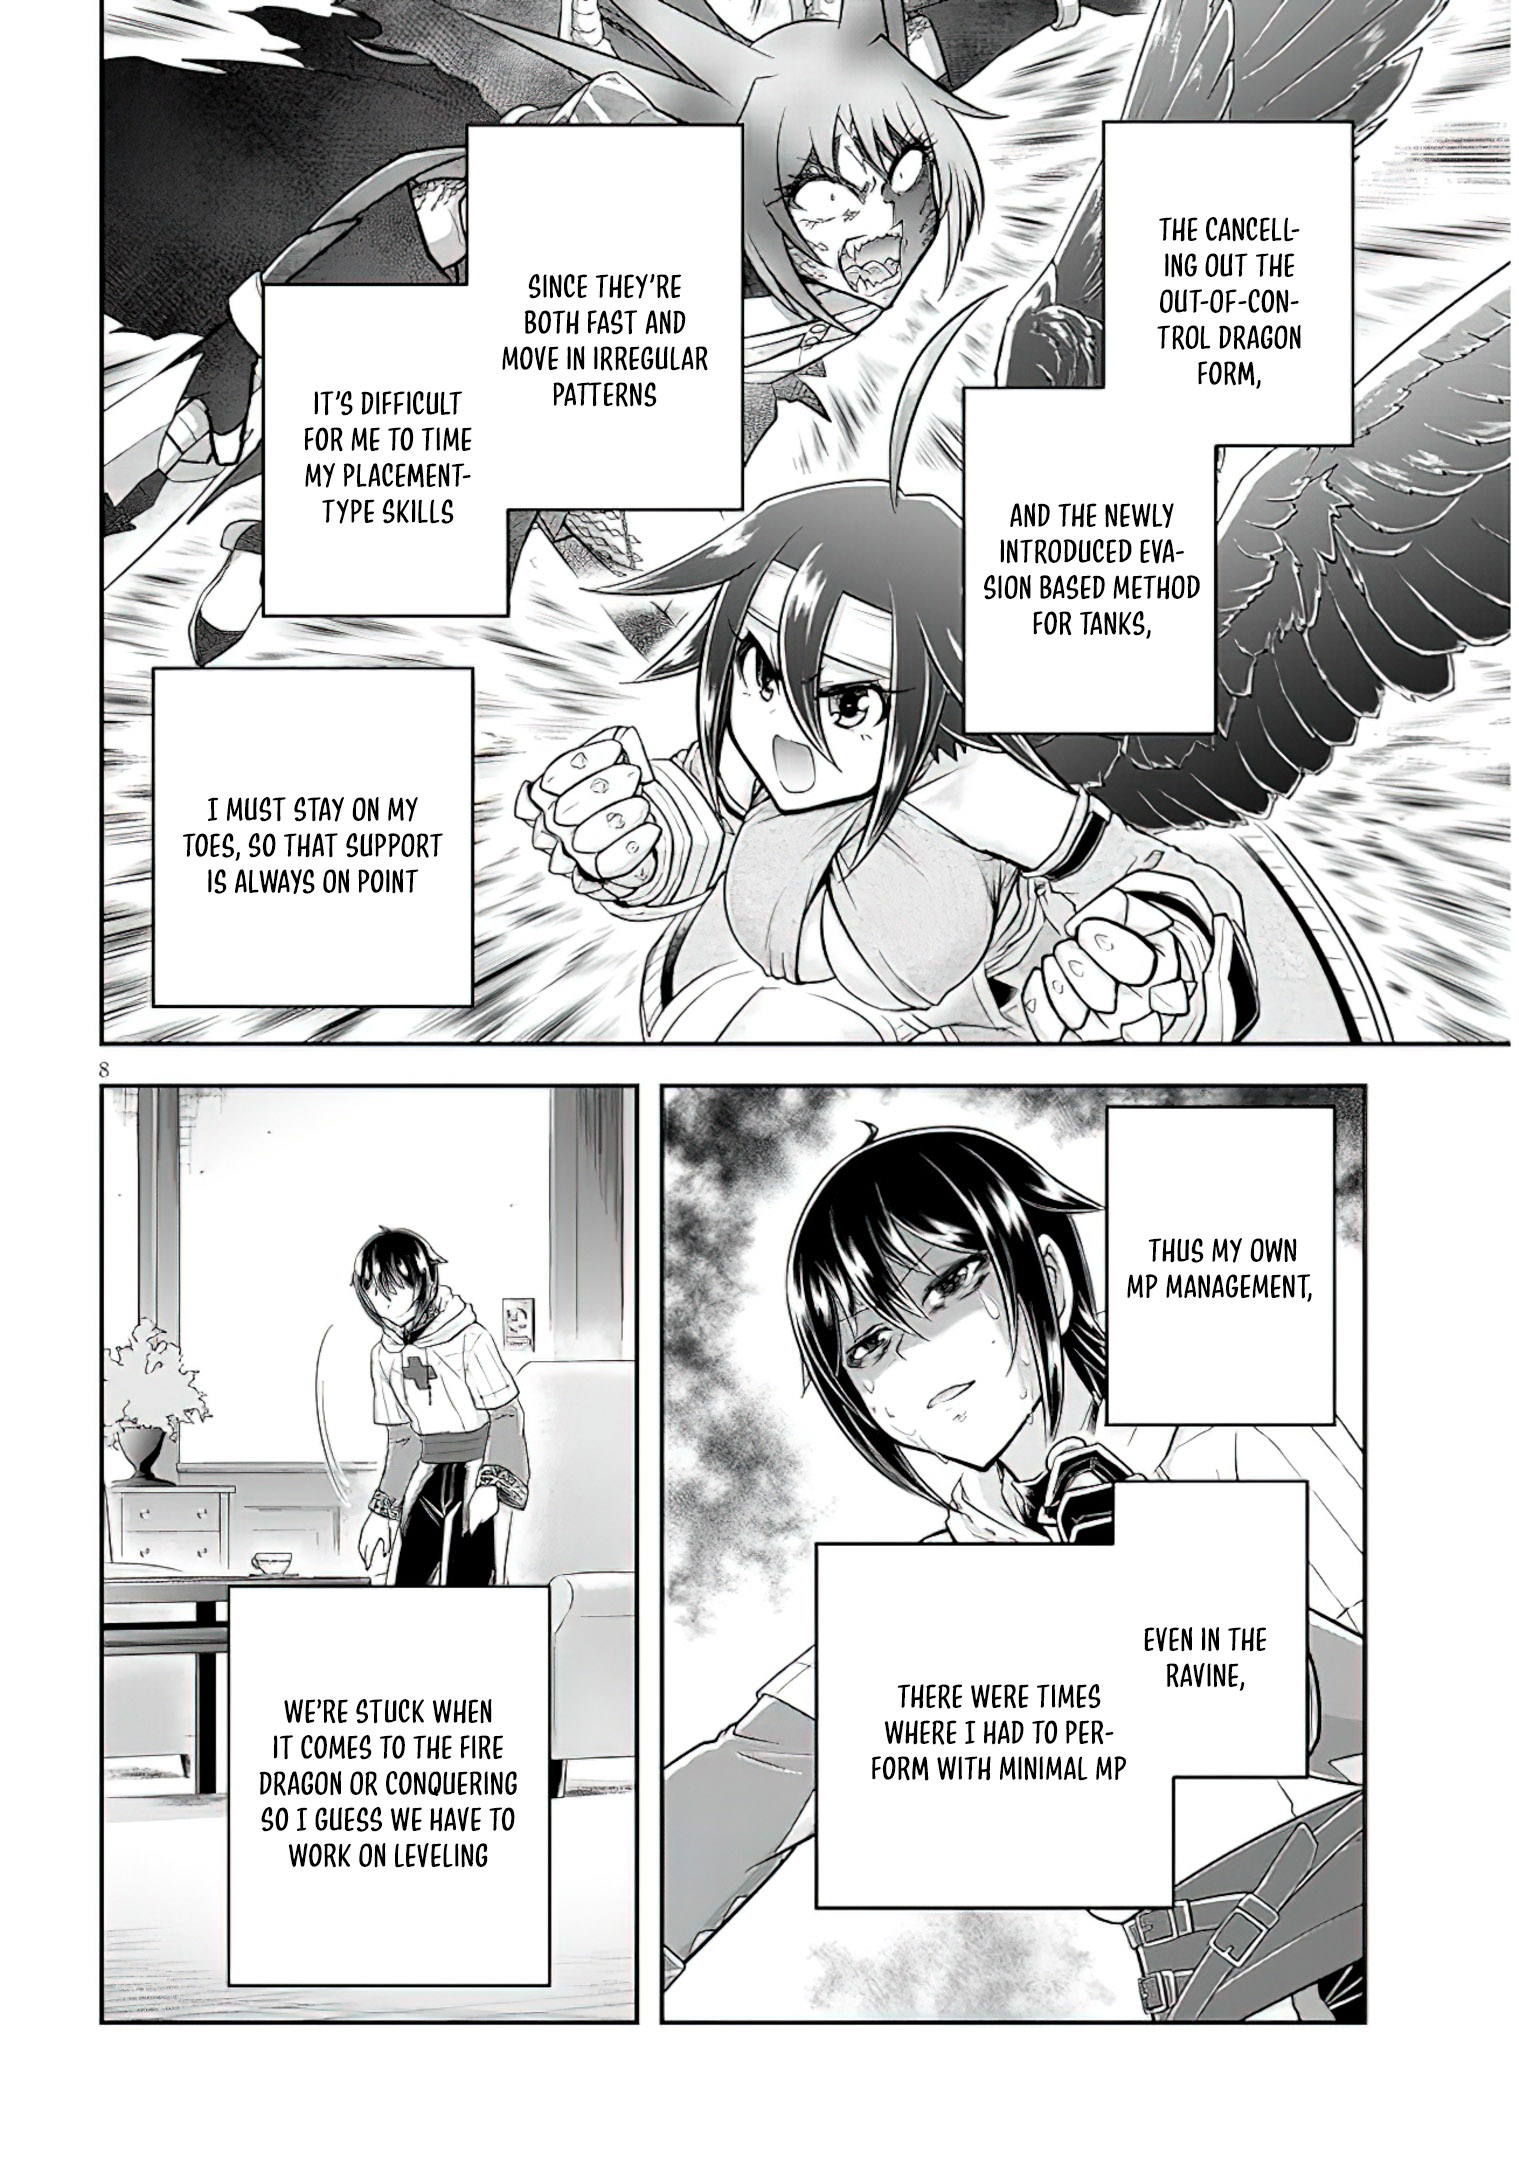 THE CANCELL-
ING OUT THE
OUT-OF-CON-
TROL DRAGON
FORM,
AND THE NEWLY
INTRODUCED EVA-
SION BASED METHOD
FOR TANKS,
SINCE THEY'RE
BOTH FAST AND
MOVE IN IRREGULAR
PATTERNS
IT'S DIFFICULT
FOR ME TO TIME
MY PLACEMENT-
TYPE SKILLS
I MUST STAY ON MY
TOES, SO THAT SUPPORT
IS ALWAYS ON POINT
8
THUS MY OWN
MP MANAGEMENT,
EVEN IN THE
RAVINE,
THERE WERE TIMES
WHERE I HAD TO PER-
FORM WITH MINIMAL MP
WE'RE STUCK WHEN
IT COMES TO THE FIRE
DRAGON OR CONQUERING
SO I GUESS WE HAVE TO
WORK ON LEVELING